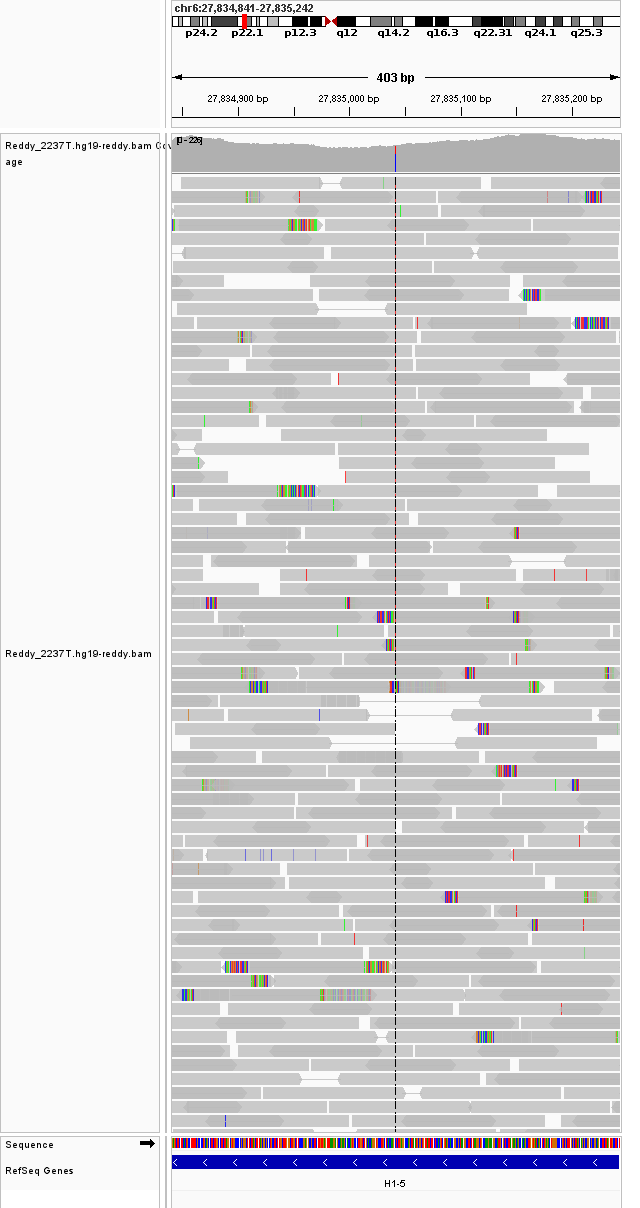 chr6:27,834,841-27,835,242
p24.2 p22.1 p12.3 q12 q14.2 q16.3 q22.31 q24.1 q25.3
403 bp
27,834,900 bp 27,835,000 bp 27,835,100 bp 27,835,200 bp
Reddy_2237T.hg19-reddy.bam Cov
age
[0 - 226]
Reddy_2237T.hg19-reddy.bam
Sequence
RefSeq Genes
H1-5